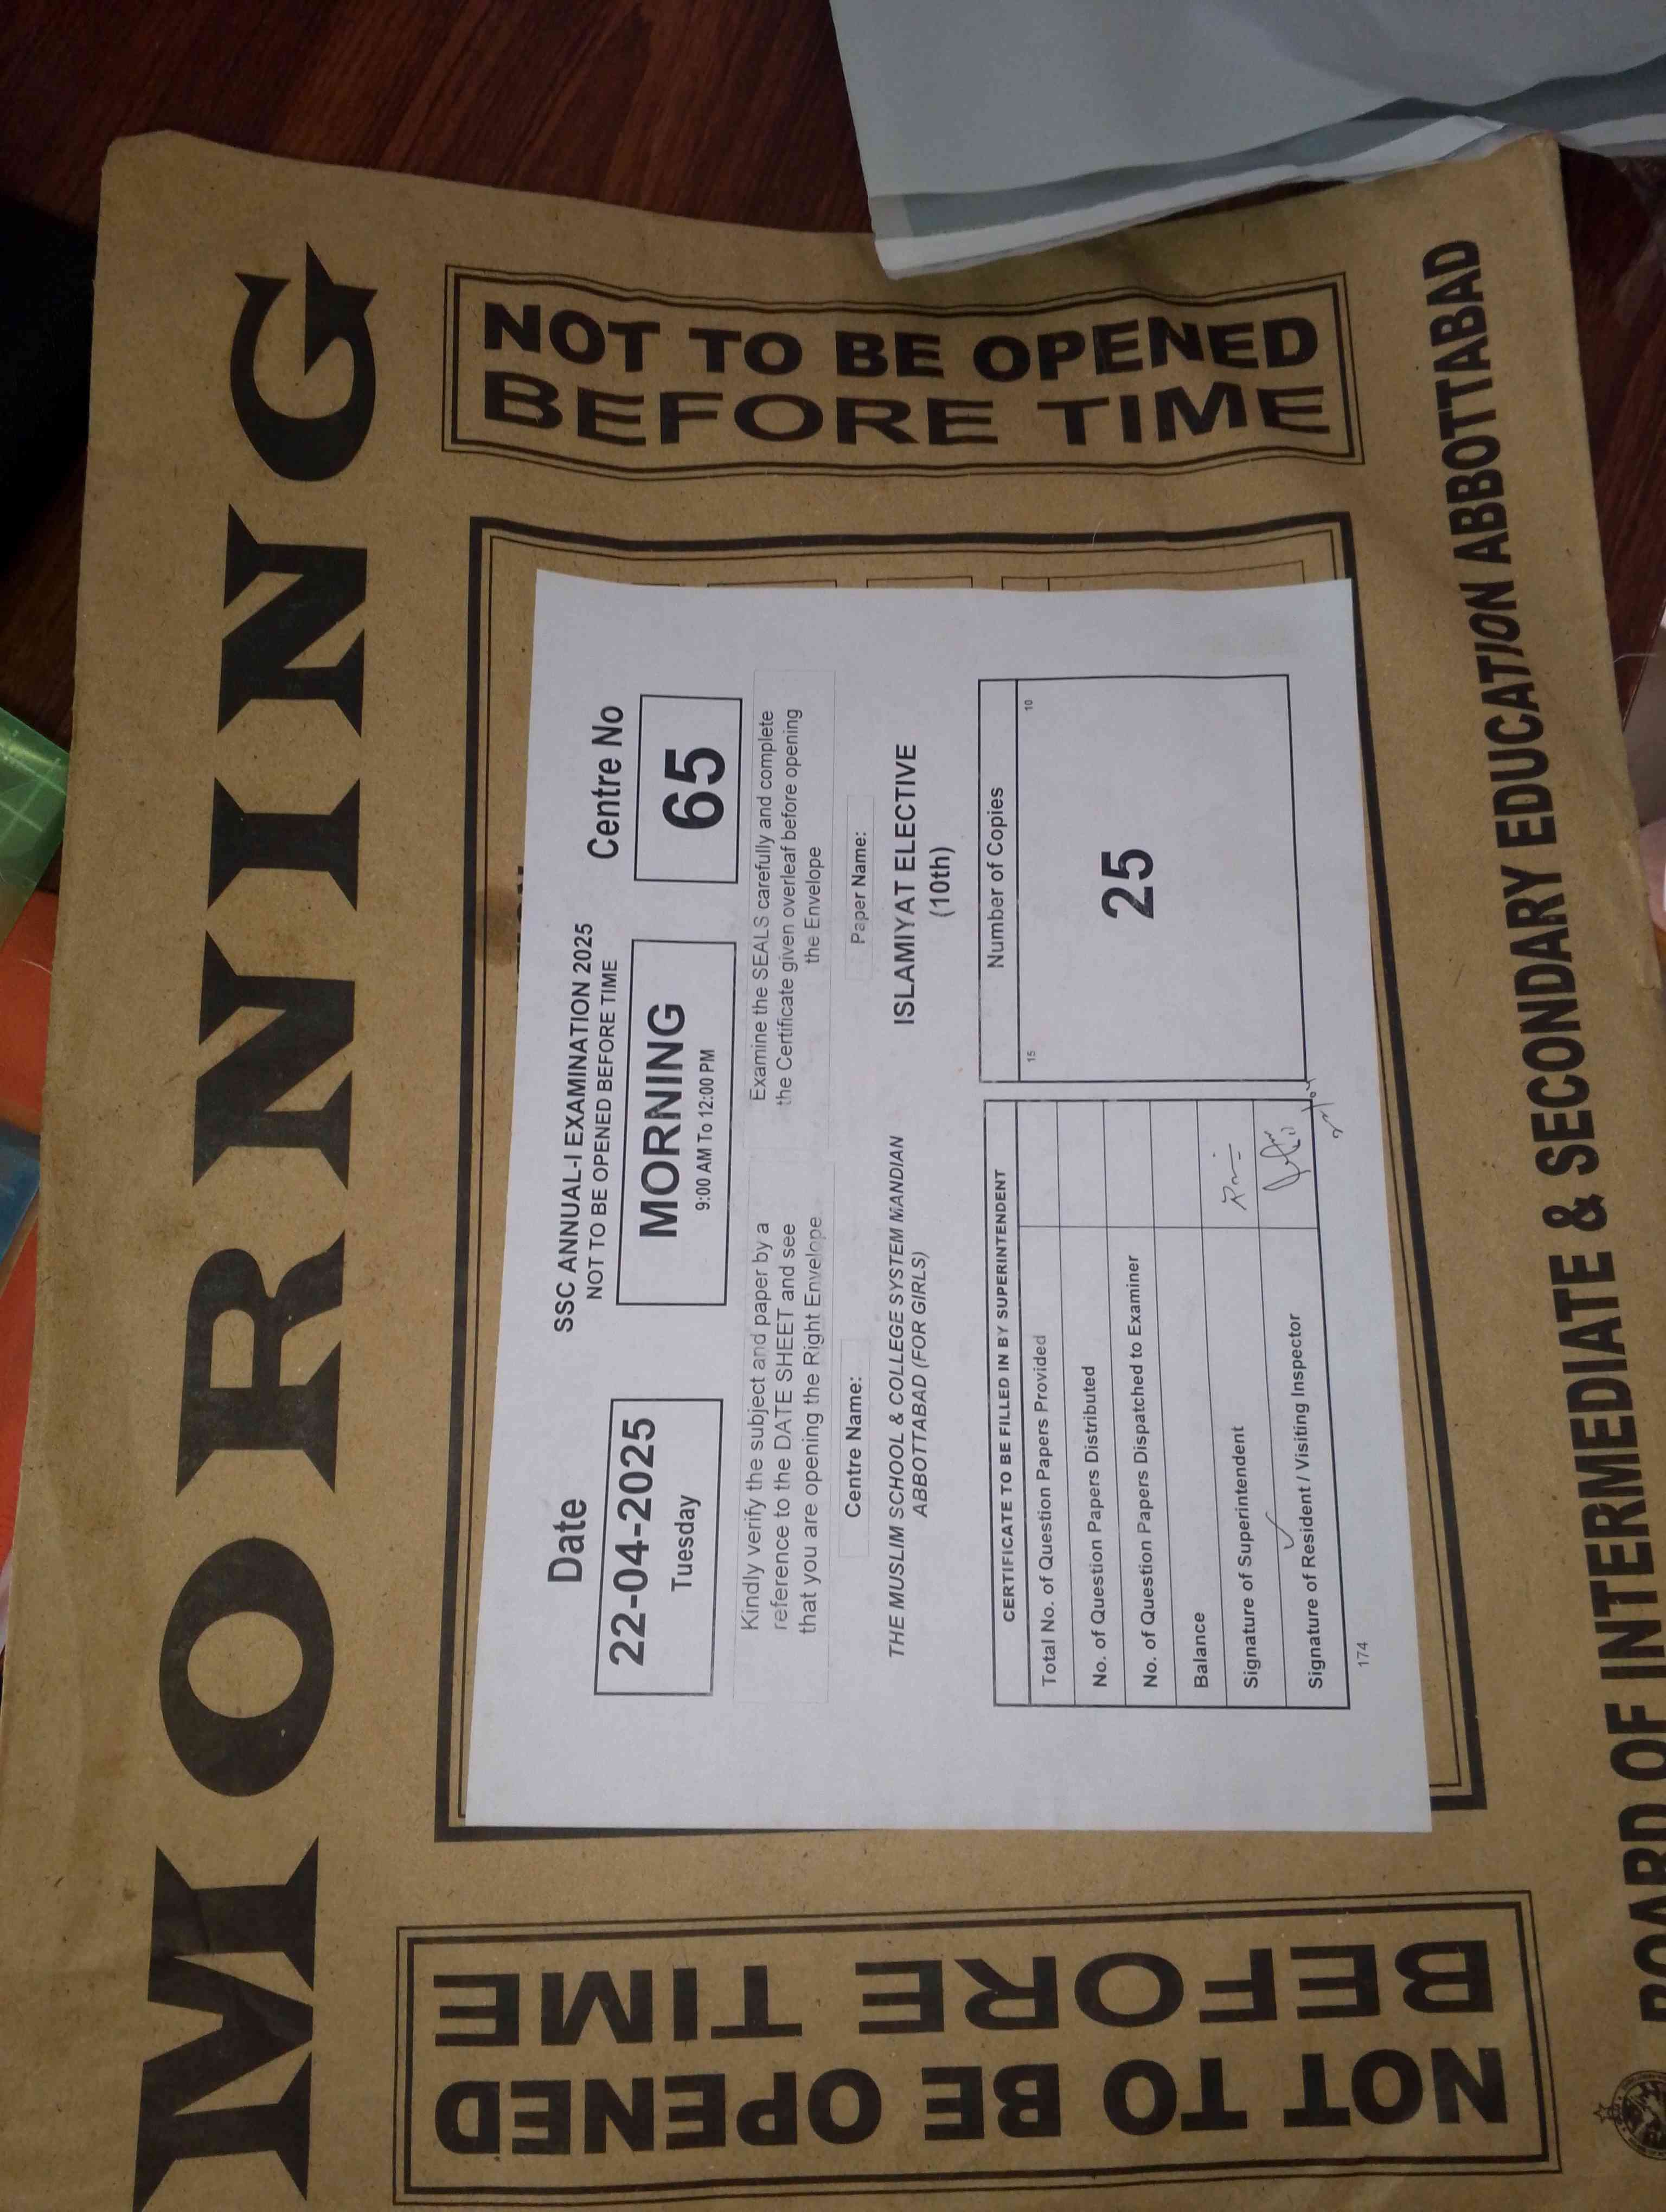 MORNING
NOT TO BE OPENED
BEFORE TIME
Date
22-04-2025
Tuesday
SSC ANNUAL-I EXAMINATION 2025
NOT TO BE OPENED BEFORE TIME
MORNING
9:00 AM To 12:00 PM
Centre No
65
Kindly verify the subject and paper by a
reference to the DATE SHEET and see
that you are opening the Right Envelope
Examine the SEALS carefully and complete
the Certificate given overleaf before opening
the Envelope
Centre Name:
THE MUSLIM SCHOOL & COLLEGE SYSTEM MANDIAN
ABBOTTABAD (FOR GIRLS)
Paper Name:
ISLAMIYAT ELECTIVE
(10th)
CERTIFICATE TO BE FILLED IN BY SUPERINTENDENT
Total No. of Question Papers Provided
No. of Question Papers Distributed
No. of Question Papers Dispatched to Examiner
Balance
Signature of Superintendent
Signature of Resident / Visiting Inspector
174
Number of Copies
15 10
25
NOT TO BE OPENED
BEFORE TIME
BOARD OF INTERMEDIATE & SECONDARY EDUCATION ABBOTTABAD